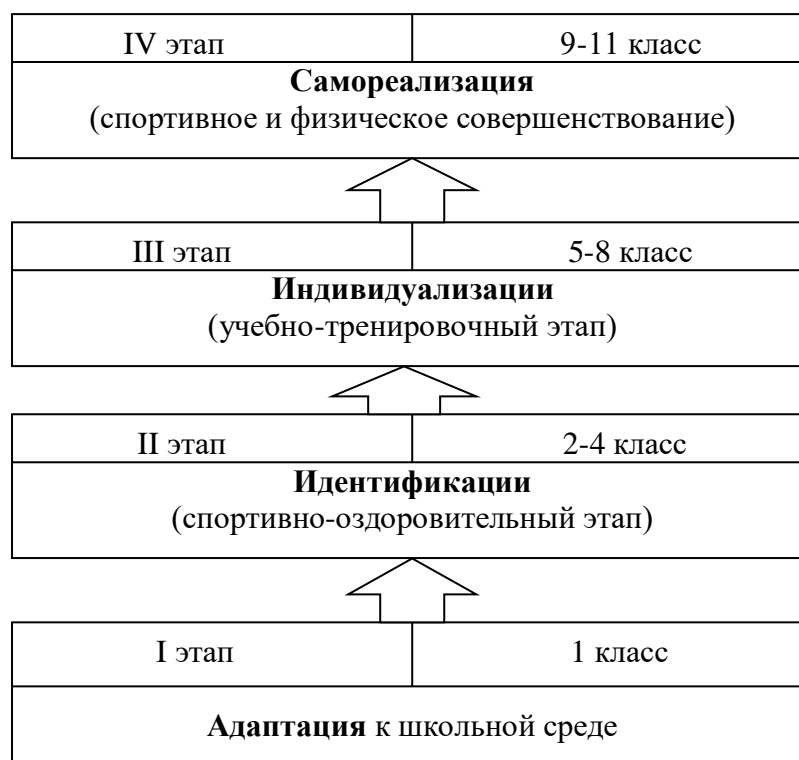 IV этап 9-11 класс
Самореализация
(спортивное и физическое совершенствование)
III этап 5-8 класс
Индивидуализации
(учебно-тренировочный этап)
II этап 2-4 класс
Идентификации
(спортивно-оздоровительный этап)
I этап 1 класс
Адаптация к школьной среде